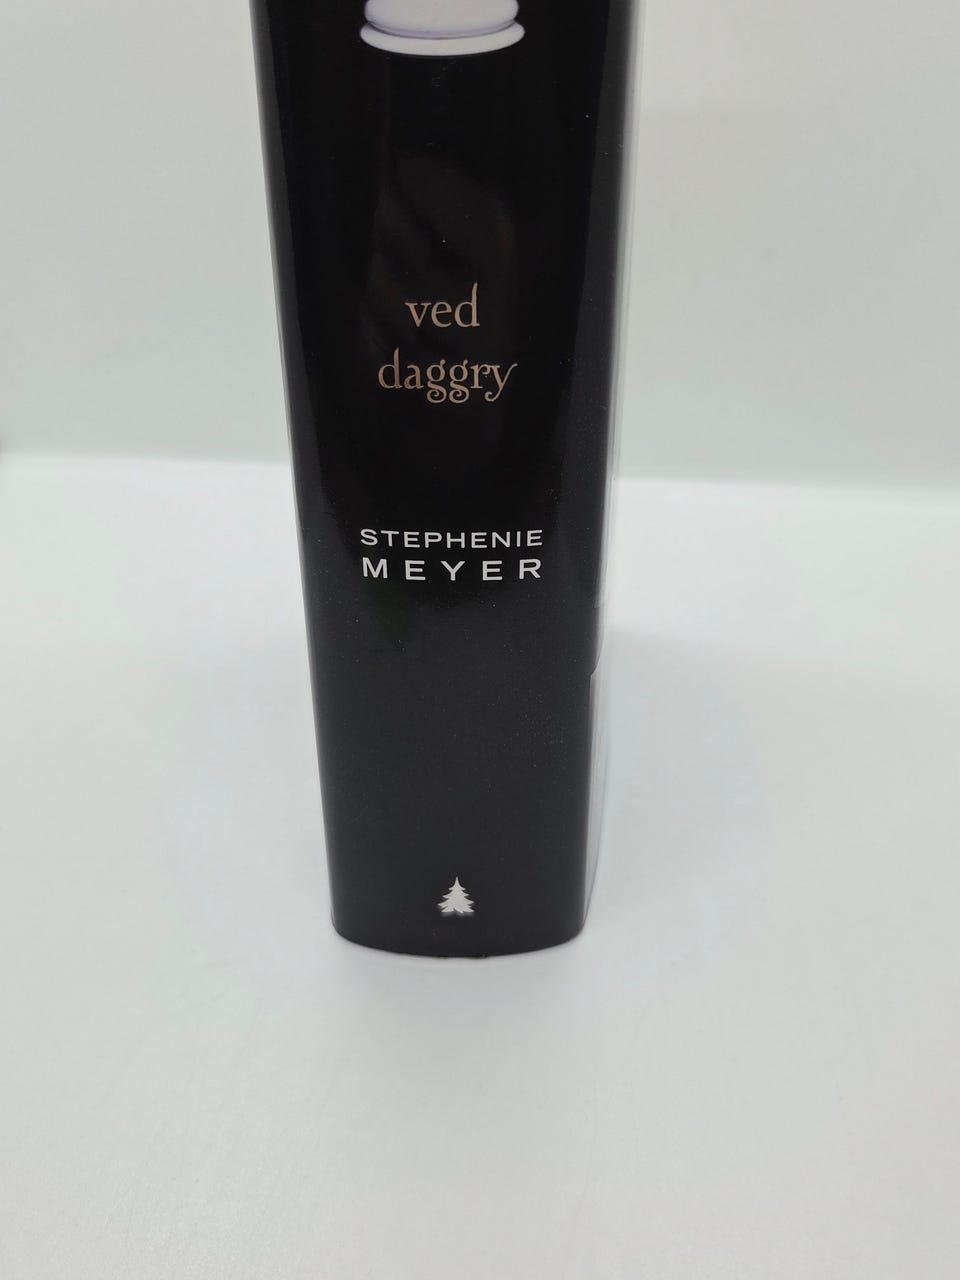 ved
daggry
STEPHENIE
MEYER